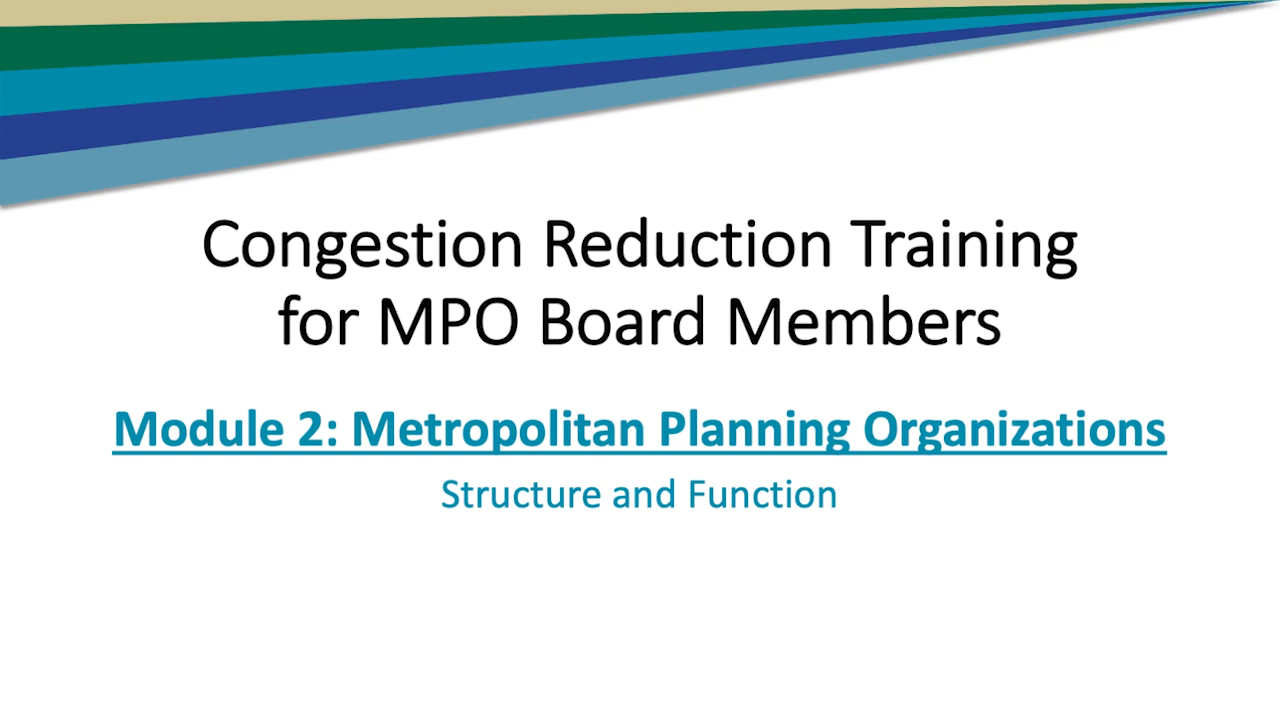 Congestion Reduction Training
for MPO Board Members
Module 2: Metropolitan Planning Organizations
Structure and Function